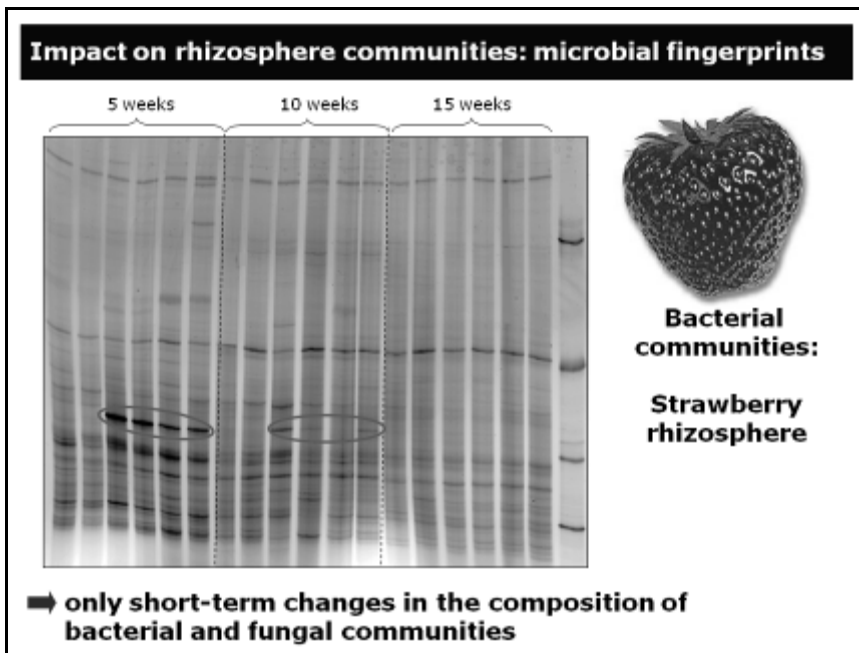 Impact on rhizosphere communities: microbial fingerprints
5 weeks
10 weeks
15 weeks
Bacterial
communities:
Strawberry
rhizosphere
only short-term changes in the composition of
bacterial and fungal communities